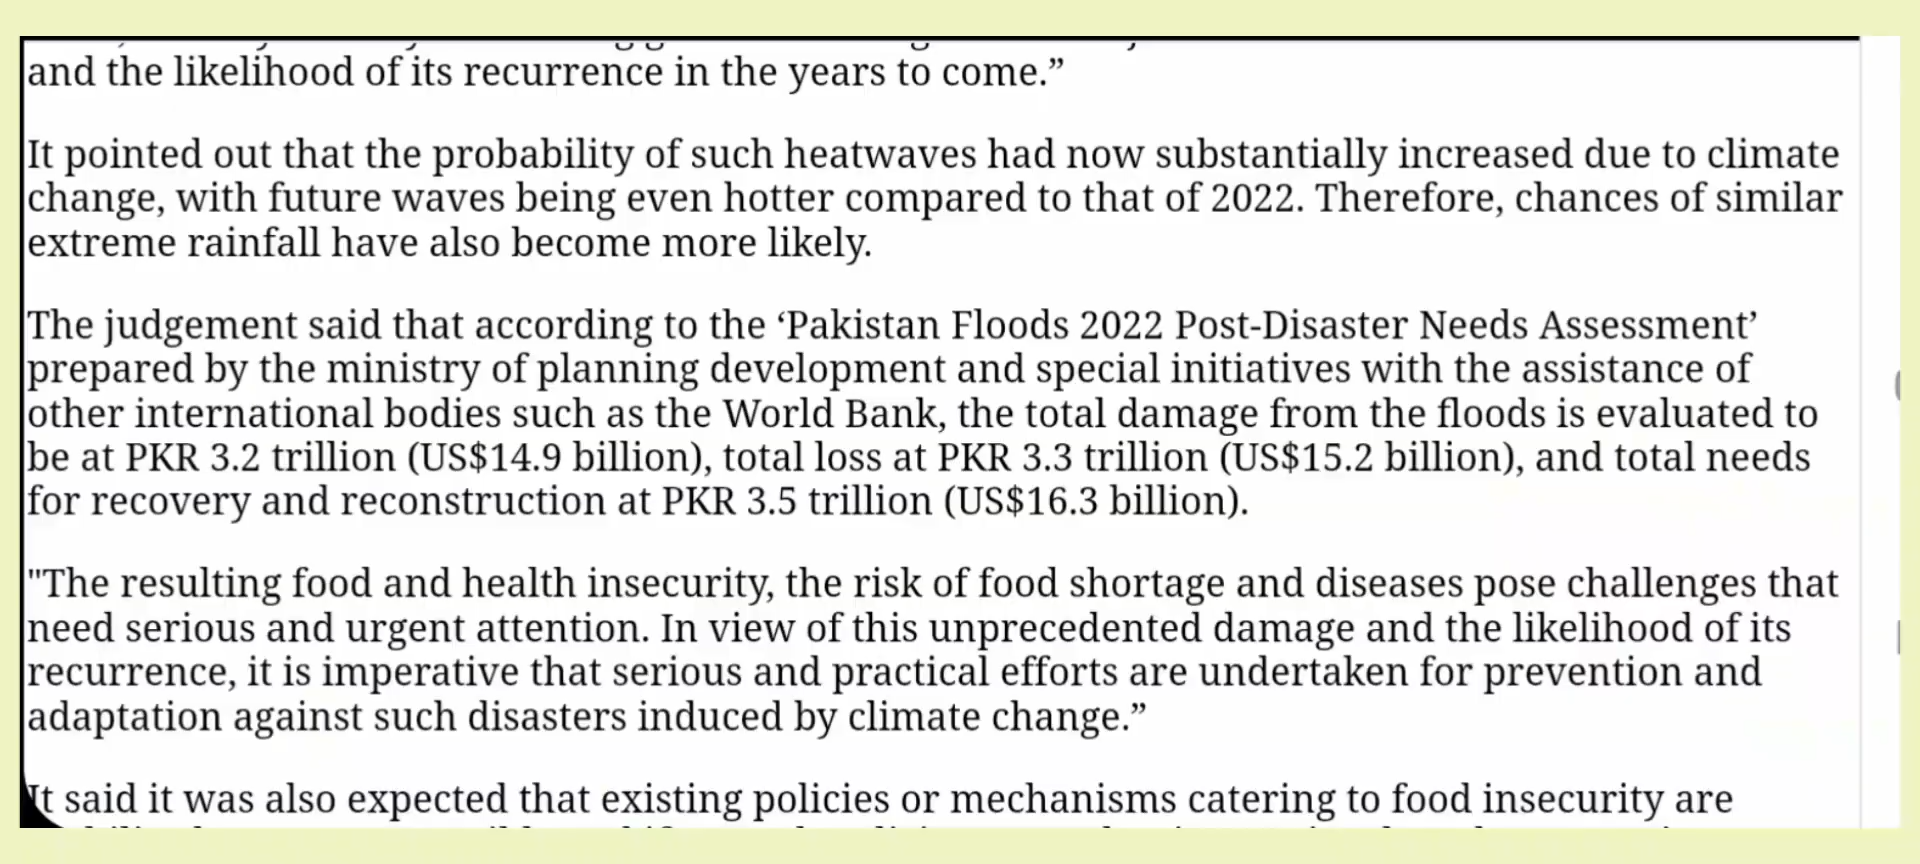 and the likelihood of its recurrence in the years to come.”
It pointed out that the probability of such heatwaves had now substantially increased due to climate
change, with future waves being even hotter compared to that of 2022. Therefore, chances of similar
extreme rainfall have also become more likely.
The judgement said that according to the ‘Pakistan Floods 2022 Post-Disaster Needs Assessment’
prepared by the ministry of planning development and special initiatives with the assistance of
other international bodies such as the World Bank, the total damage from the floods is evaluated to
be at PKR 3.2 trillion (US$14.9 billion), total loss at PKR 3.3 trillion (US$15.2 billion), and total needs
for recovery and reconstruction at PKR 3.5 trillion (US$16.3 billion).
"The resulting food and health insecurity, the risk of food shortage and diseases pose challenges that
need serious and urgent attention. In view of this unprecedented damage and the likelihood of its
recurrence, it is imperative that serious and practical efforts are undertaken for prevention and
adaptation against such disasters induced by climate change.”
It said it was also expected that existing policies or mechanisms catering to food insecurity are